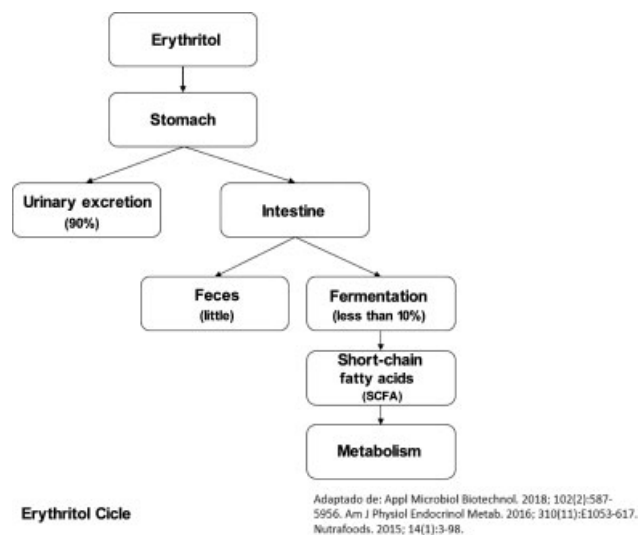 Erythritol
Stomach
Urinary excretion
(90%)
Intestine
Feces
(little)
Fermentation
(less than 10%)
Short-chain
fatty acids
(SCFA)
Metabolism
Erythritol Cicle
Adaptado de: Appl Microbiol Biotechnol. 2018; 102(2):587-
5956. Am J Physiol Endocrinol Metab. 2016; 310(11):E1053-617.
Nutrafoods. 2015; 14(1):3-98.